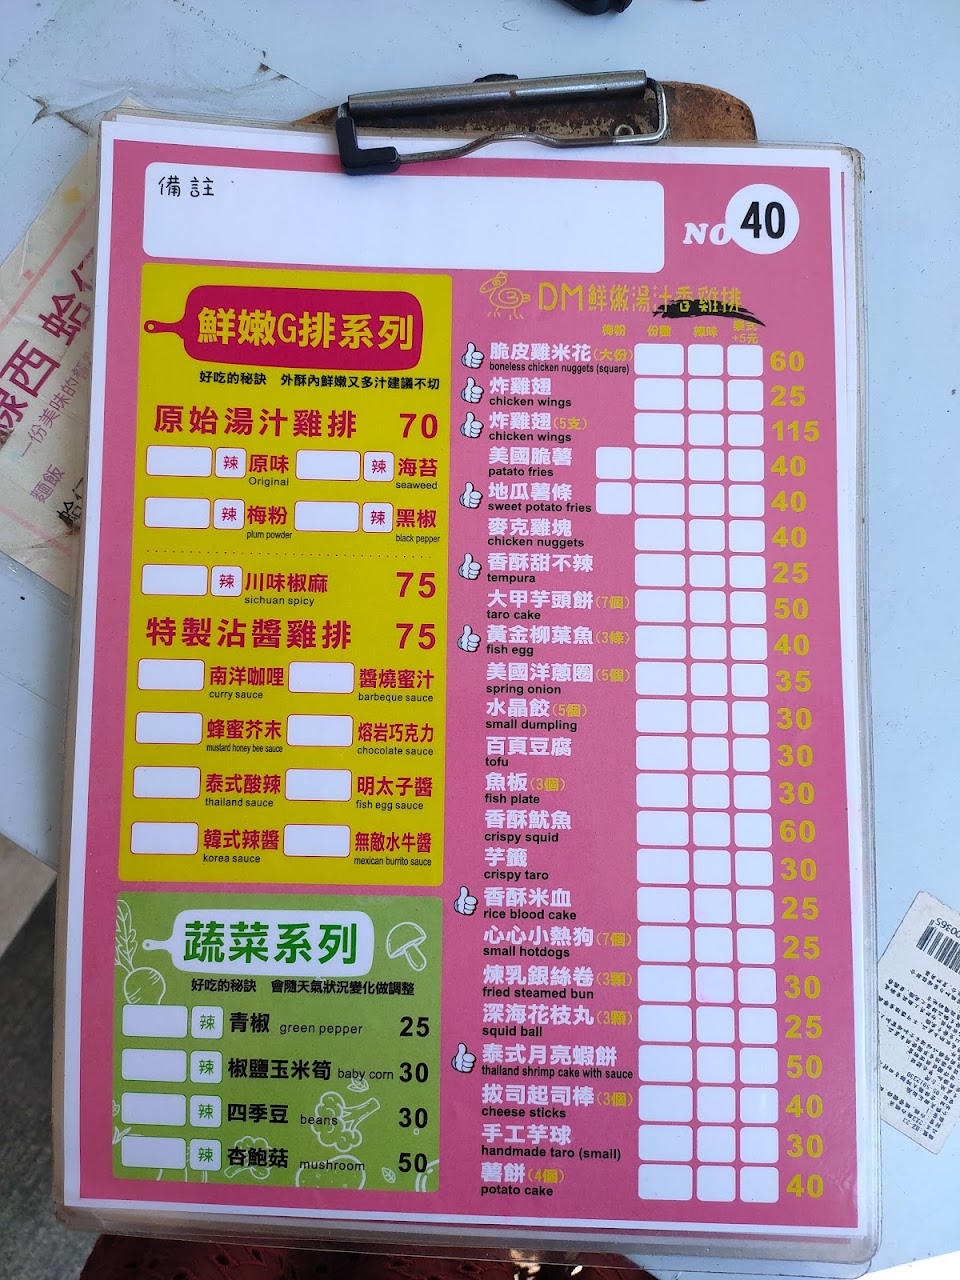 備註
NO 40
鮮嫩G排系列
好吃的秘訣 外酥內鮮嫩又多汁建議不切
原始湯汁雞排 70
辣 原味 辣 海苔
Original seaweed
辣 梅粉 辣 黑椒
plum powder black pepper
辣 川味椒麻 75
sichuan spicy
特製沾醬雞排 75
南洋咖哩 醬燒蜜汁
curry sauce barbeque sauce
蜂蜜芥末 熔岩巧克力
mustard honey bee sauce chocolate sauce
泰式酸辣 明太子醬
thailand sauce fish egg sauce
韓式辣醬 無敵水牛醬
korea sauce mexican burrito sauce
蔬菜系列
好吃的秘訣 會隨天氣狀況變化做調整
辣 青椒 green pepper 25
辣 椒鹽玉米筍 baby corn 30
辣 四季豆 beans 30
辣 杏鮑菇 mushroom 50
DM鮮嫩湯汁香雞排
梅粉 份數 辣味 泰式
+5元
脆皮雞米花(大份) 60
boneless chicken nuggets (square)
炸雞翅 25
chicken wings
炸雞翅(5支) 115
chicken wings
美國脆薯 40
patato fries
地瓜薯條 40
sweet potato fries
麥克雞塊 40
chicken nuggets
香酥甜不辣 25
tempura
大甲芋頭餅(7個) 50
taro cake
黃金柳葉魚(3條) 40
fish egg
美國洋蔥圈(5個) 35
spring onion
水晶餃(5個) 30
small dumpling
百頁豆腐 30
tofu
魚板(3個) 30
fish plate
香酥魷魚 60
crispy squid
芋籤 30
crispy taro
香酥米血 25
rice blood cake
心心小熱狗(7個) 25
small hotdogs
煉乳銀絲卷(3顆) 30
fried steamed bun
深海花枝丸(3顆) 25
squid ball
泰式月亮蝦餅 50
thailand shrimp cake with sauce
拔司起司棒(3個) 40
cheese sticks
手工芋球 30
handmade taro (small)
薯餅(4個) 40
potato cake
線西 蛤
一份美味的
麵飯